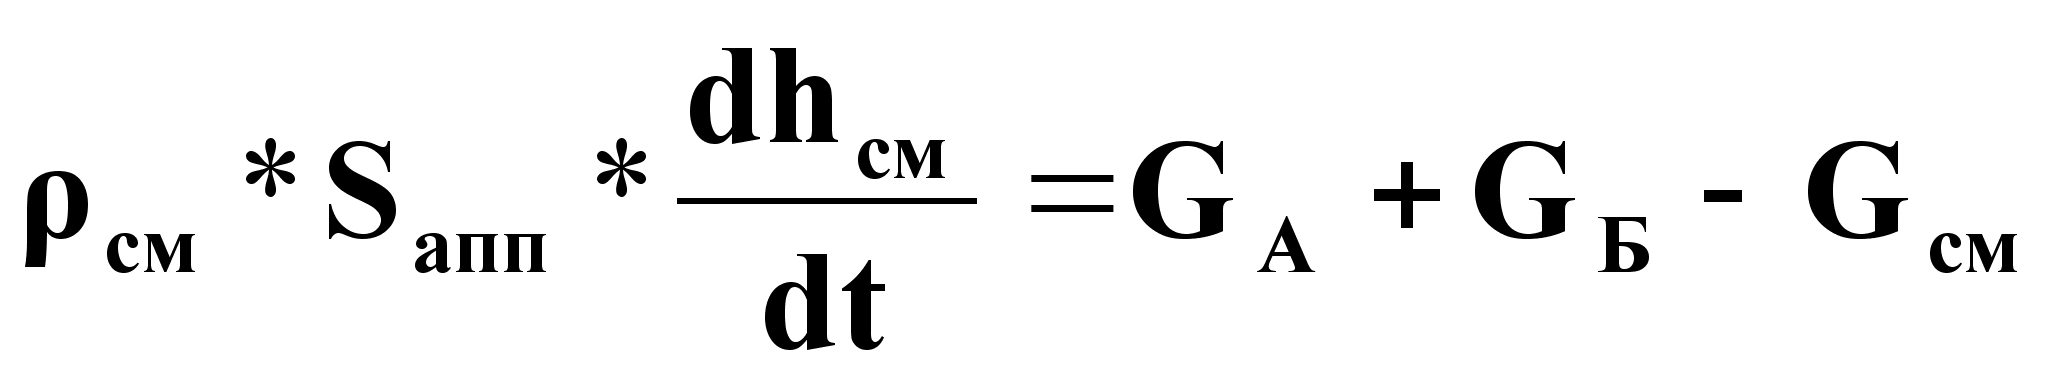 ρсм * Sапп * dhсм/dt = GА + GБ - Gсм